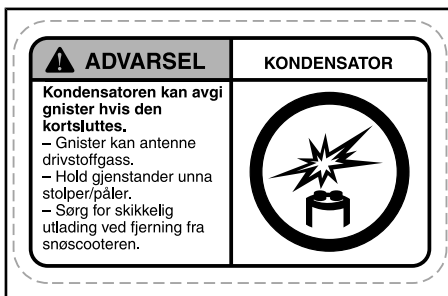 ADVARSEL
Kondensatoren kan avgi
gnister hvis den
kortsluttes.
– Gnister kan antenne
drivstoffgass.
– Hold gjenstander unna
stolper/påler.
– Sørg for skikkelig
utlading ved fjerning fra
snøscooteren.
KONDENSATOR